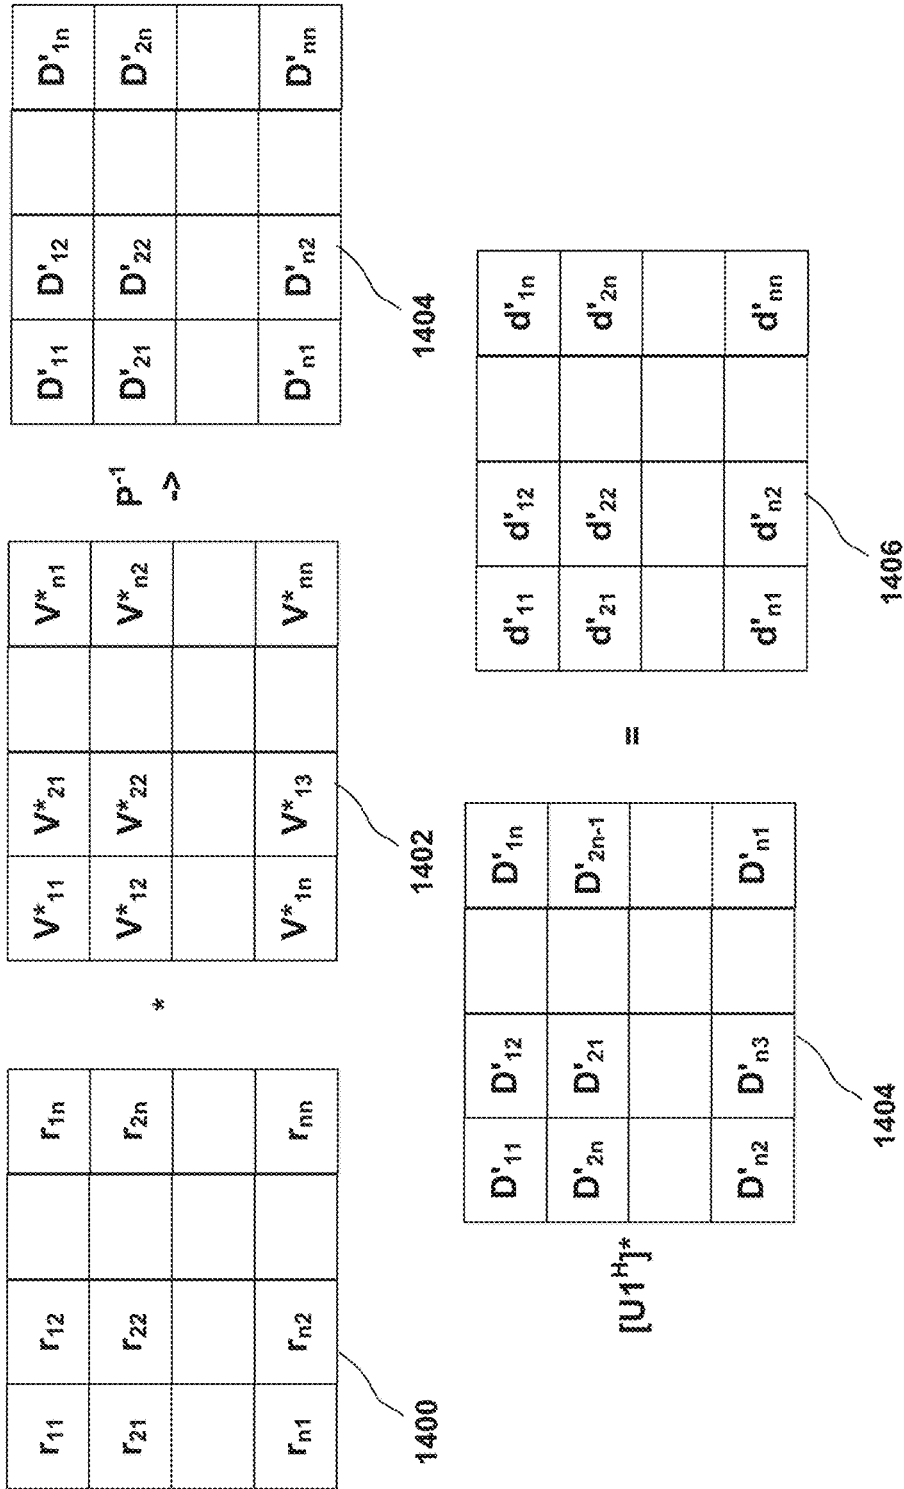 r11 r12 r1n * V*11 V*21 V*n1 P-1 D'11 D'12 D'1n
r21 r22 r2n V*12 V*22 V*n2 -> D'21 D'22 D'2n
rn1 rn2 rnn V*1n V*13 V*nn D'n1 D'n2 D'nn
1400 1402 1404
[U1H]* D'11 D'12 D'1n = d'11 d'12 d'1n
D'2n D'21 D'2n-1 d'21 d'22 d'2n
D'n2 D'n3 D'n1 d'n1 d'n2 d'nn
1404 1406